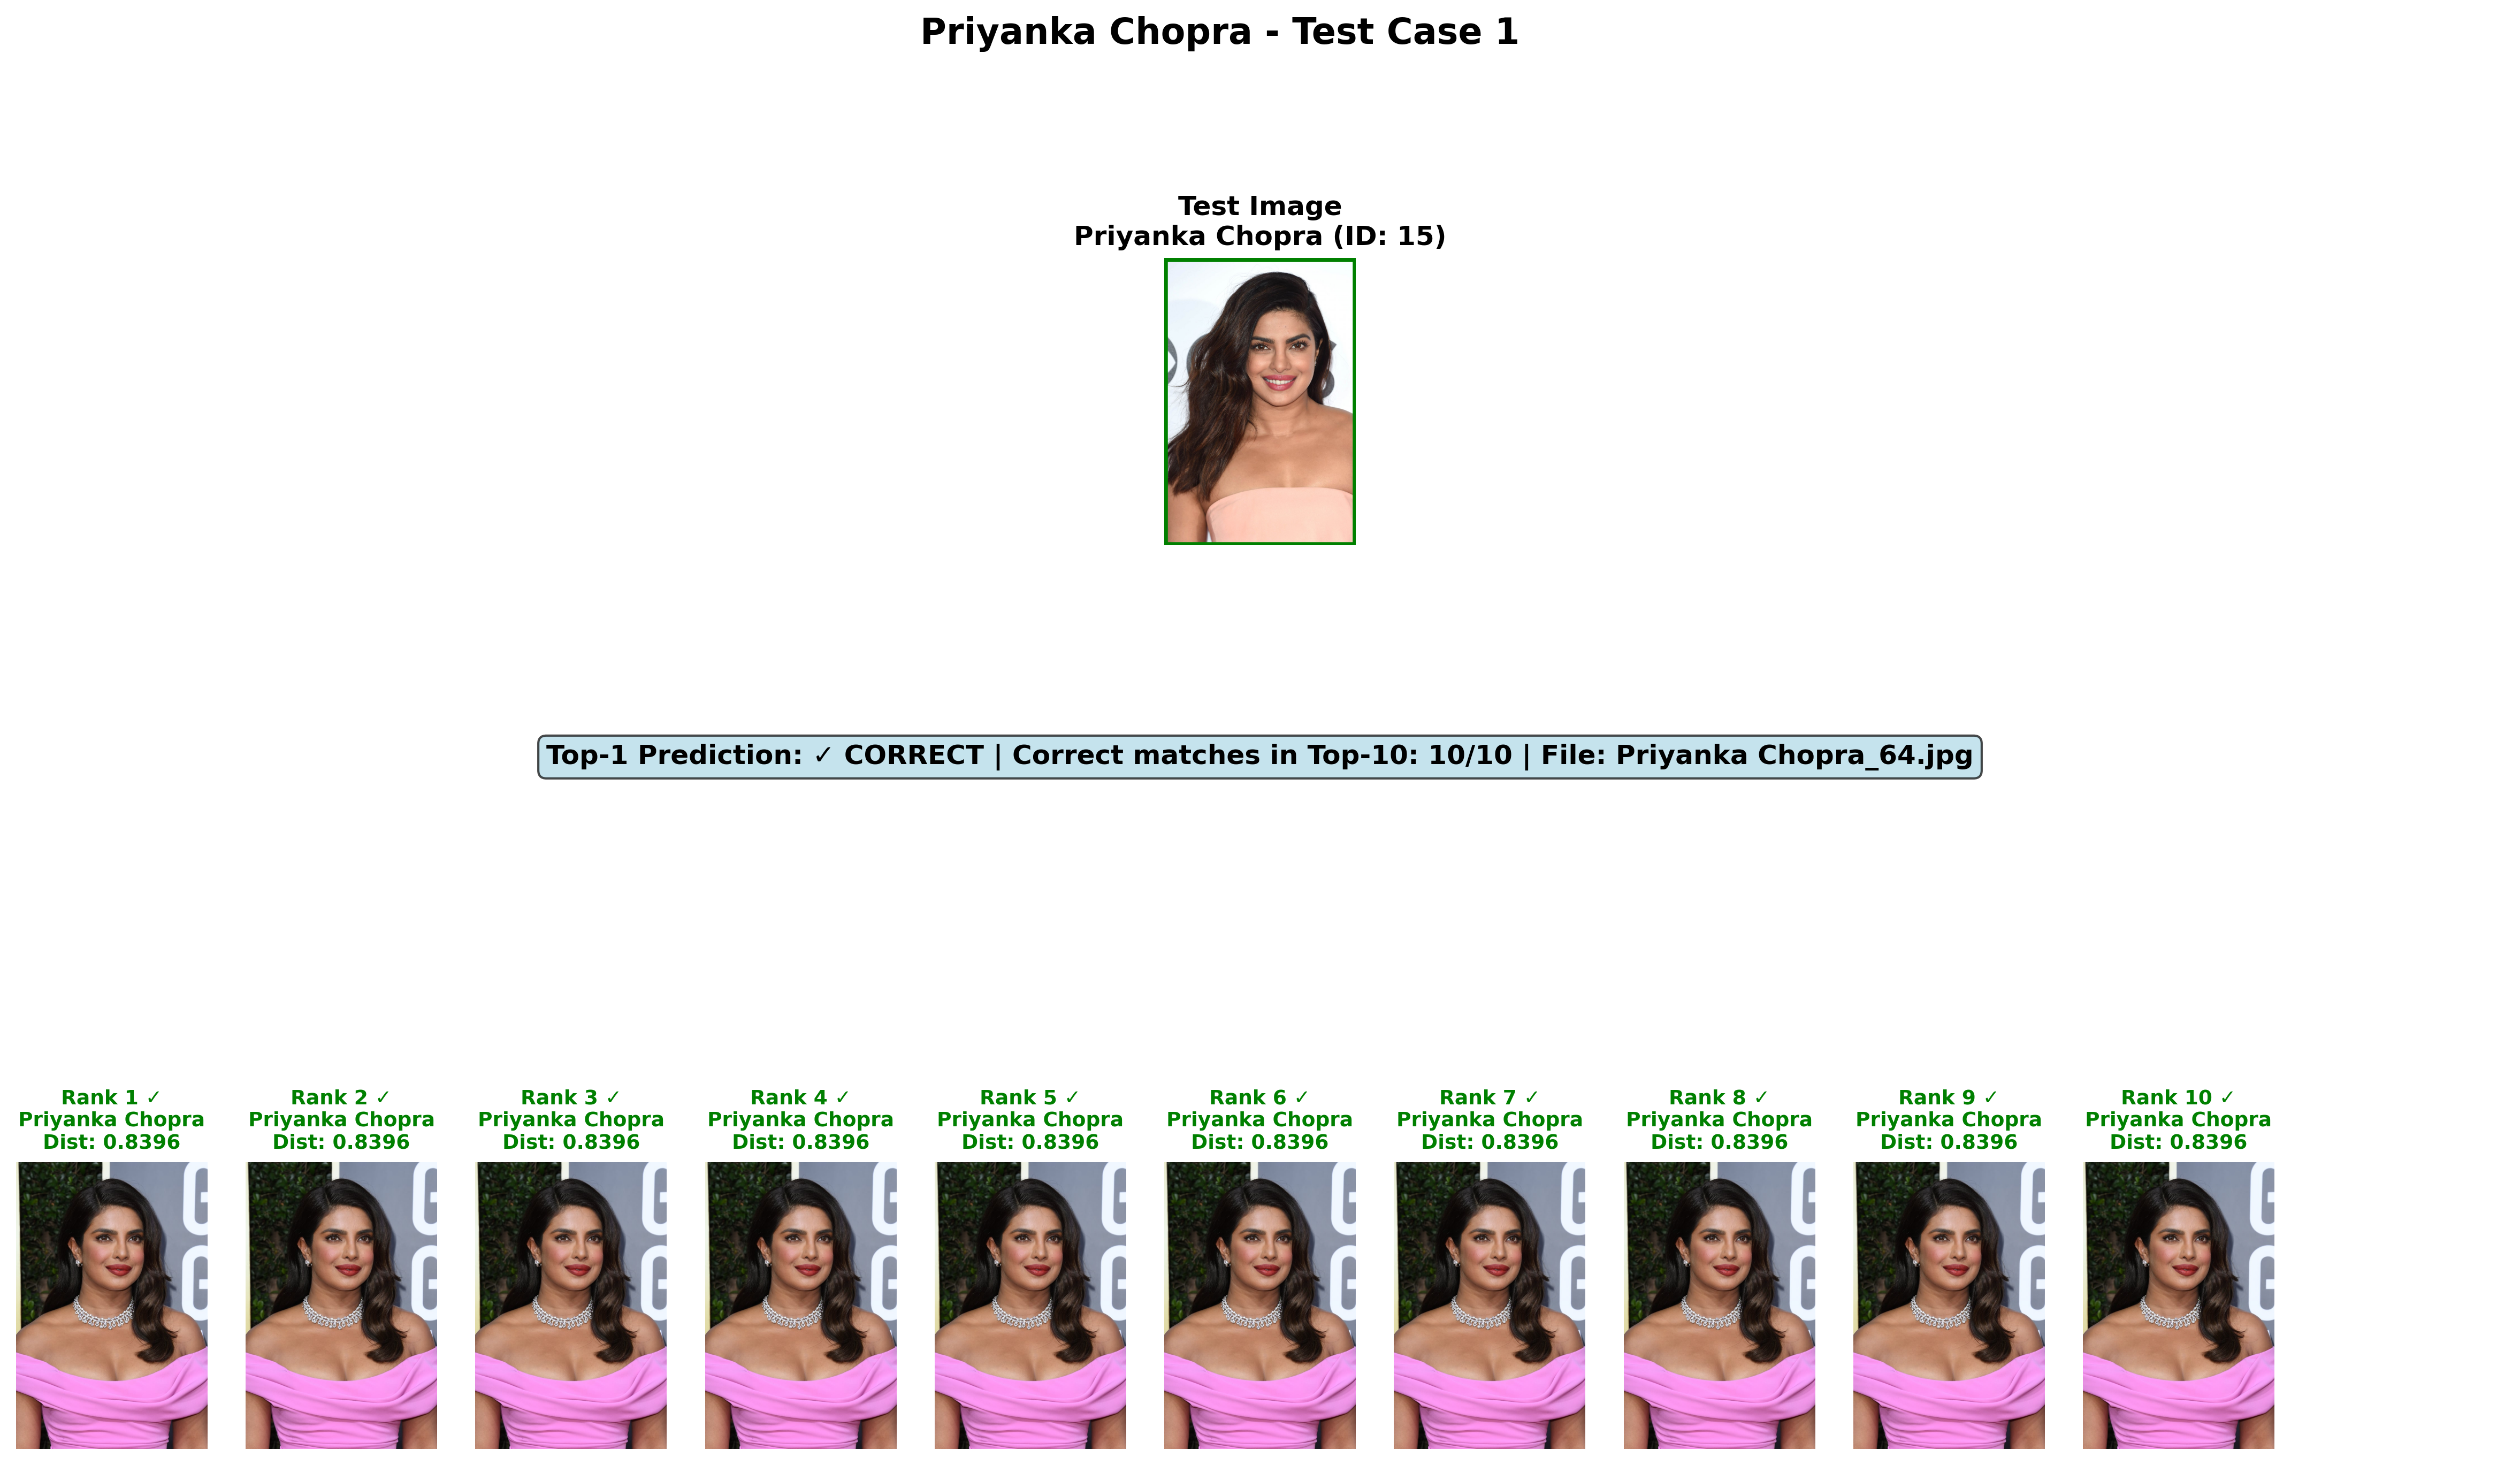 Priyanka Chopra - Test Case 1
Test Image
Priyanka Chopra (ID: 15)
Top-1 Prediction: ✓ CORRECT | Correct matches in Top-10: 10/10 | File: Priyanka Chopra_64.jpg
Rank 1 ✓
Priyanka Chopra
Dist: 0.8396
Rank 2 ✓
Priyanka Chopra
Dist: 0.8396
Rank 3 ✓
Priyanka Chopra
Dist: 0.8396
Rank 4 ✓
Priyanka Chopra
Dist: 0.8396
Rank 5 ✓
Priyanka Chopra
Dist: 0.8396
Rank 6 ✓
Priyanka Chopra
Dist: 0.8396
Rank 7 ✓
Priyanka Chopra
Dist: 0.8396
Rank 8 ✓
Priyanka Chopra
Dist: 0.8396
Rank 9 ✓
Priyanka Chopra
Dist: 0.8396
Rank 10 ✓
Priyanka Chopra
Dist: 0.8396